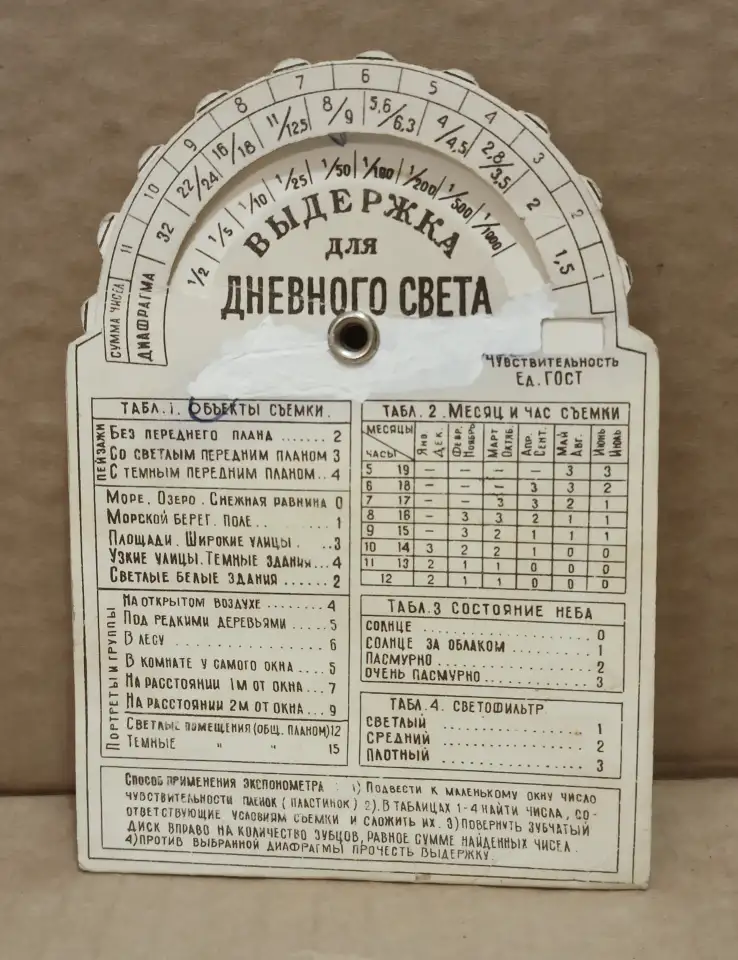 11 10 9 8 7 6 5 4 3 2 1
СУММА ЧИСЕЛ
32 22/24 16/18 11/12,5 8/9 5,6/6,3 4/4,5 2,8/3,5 2 1,5
ДИАФРАГМА
1/2 1/5 1/10 1/25 1/50 1/100 1/200 1/500 1/1000
ВЫДЕРЖКА
ДЛЯ
ДНЕВНОГО СВЕТА
ЧУВСТВИТЕЛЬНОСТЬ
ЕД. ГОСТ
ТАБЛ. 1. ОБЪЕКТЫ СЪЕМКИ.
ПЕЙЗАЖИ
БЕЗ ПЕРЕДНЕГО ПЛАНА ....... 2
СО СВЕТЛЫМ ПЕРЕДНИМ ПЛАНОМ 3
С ТЕМНЫМ ПЕРЕДНИМ ПЛАНОМ.. 4
МОРЕ. ОЗЕРО. СНЕЖНАЯ РАВНИНА 0
МОРСКОЙ БЕРЕГ. ПОЛЕ .. 1
ПЛОЩАДИ. ШИРОКИЕ УЛИЦЫ . ..3
УЗКИЕ УЛИЦЫ. ТЕМНЫЕ ЗДАНИЯ... 4
СВЕТЛЫЕ БЕЛЫЕ ЗДАНИЯ ...... 2
ПОРТРЕТЫ И ГРУППЫ
НА ОТКРЫТОМ ВОЗДУХЕ ........ 4
ПОД РЕДКИМИ ДЕРЕВЬЯМИ ..... 5
В ЛЕСУ .............. 6
В КОМНАТЕ У САМОГО ОКНА .... 5
НА РАССТОЯНИИ 1М ОТ ОКНА... 7
НА РАССТОЯНИИ 2М ОТ ОКНА... 9
СВЕТЛЫЕ ПОМЕЩЕНИЯ (ОБЩ. ПЛАНОМ) 12
ТЕМНЫЕ " " 15
ТАБЛ. 2. МЕСЯЦ И ЧАС СЪЕМКИ
МЕСЯЦЫ ЯНВ. ДЕК. ФЕВР. НОЯБРЬ МАРТ ОКТЯБ. АПР. СЕНТ. МАЙ АВГ. ИЮНЬ ИЮЛЬ
ЧАСЫ
5 19 – – – – 3 3
6 18 – – – 3 3 2
7 17 – – 3 3 2 1
8 16 – 3 3 2 1 1
9 15 – 3 2 1 1 1
10 14 3 2 2 1 0 0
11 13 2 1 1 0 0 0
12 2 1 1 0 0 0
ТАБЛ. 3 СОСТОЯНИЕ НЕБА
СОЛНЦЕ .................. 0
СОЛНЦЕ ЗА ОБЛАКОМ ......... 1
ПАСМУРНО ................ 2
ОЧЕНЬ ПАСМУРНО............ 3
ТАБЛ. 4. СВЕТОФИЛЬТР
СВЕТЛЫЙ .............. 1
СРЕДНИЙ .............. 2
ПЛОТНЫЙ .............. 3
СПОСОБ ПРИМЕНЕНИЯ ЭКСПОНОМЕТРА : 1) ПОДВЕСТИ К МАЛЕНЬКОМУ ОКНУ ЧИСЛО
ЧУВСТВИТЕЛЬНОСТИ ПЛЕНОК (ПЛАСТИНОК) 2). В ТАБЛИЦАХ 1-4 НАЙТИ ЧИСЛА, СО-
ОТВЕТСТВУЮЩИЕ УСЛОВИЯМ СЪЕМКИ И СЛОЖИТЬ ИХ. 3) ПОВЕРНУТЬ ЗУБЧАТЫЙ
ДИСК ВПРАВО НА КОЛИЧЕСТВО ЗУБЦОВ, РАВНОЕ СУММЕ НАЙДЕННЫХ ЧИСЕЛ.
4) ПРОТИВ ВЫБРАННОЙ ДИАФРАГМЫ ПРОЧЕСТЬ ВЫДЕРЖКУ.